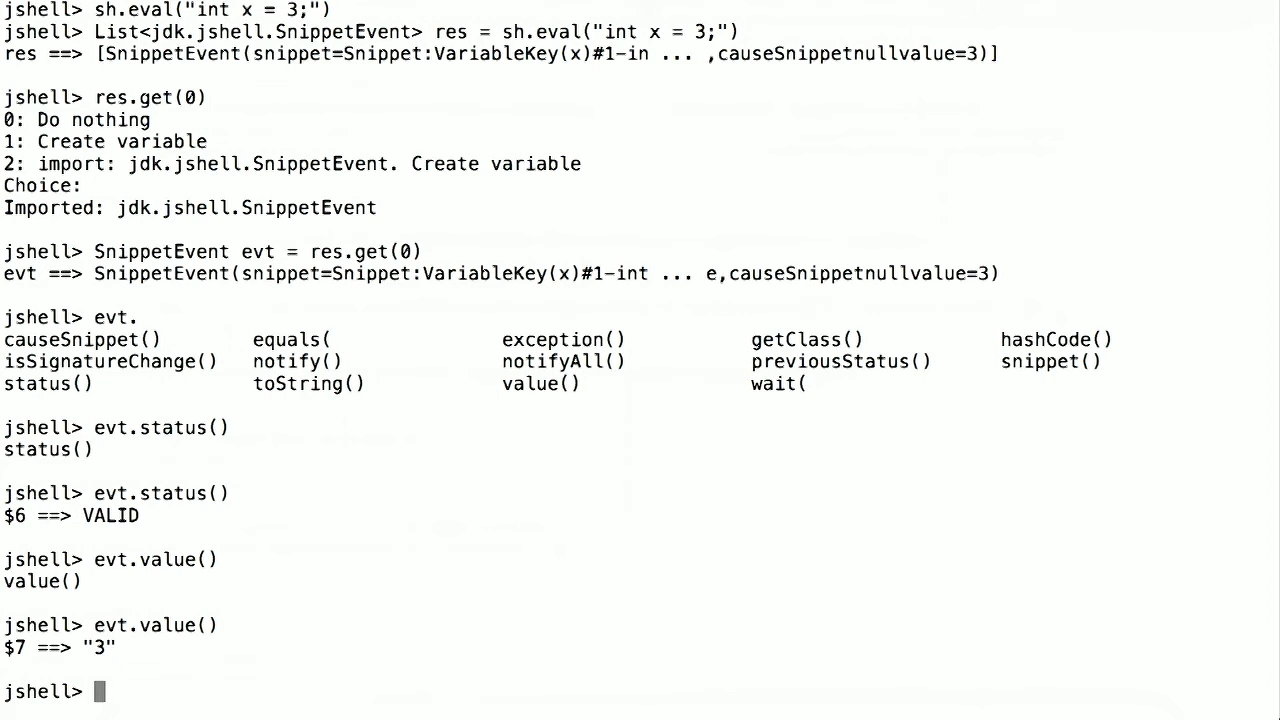 jshell> sh.eval("int x = 3;")
jshell> List<jdk.jshell.SnippetEvent> res = sh.eval("int x = 3;")
res ==> [SnippetEvent(snippet=Snippet:VariableKey(x)#1-in ... ,causeSnippetnullvalue=3)]
jshell> res.get(0)
0: Do nothing
1: Create variable
2: import: jdk.jshell.SnippetEvent. Create variable
Choice:
Imported: jdk.jshell.SnippetEvent
jshell> SnippetEvent evt = res.get(0)
evt ==> SnippetEvent(snippet=Snippet:VariableKey(x)#1-int ... e,causeSnippetnullvalue=3)
jshell> evt.
causeSnippet() equals( exception() getClass() hashCode()
isSignatureChange() notify() notifyAll() previousStatus() snippet()
status() toString() value() wait(
jshell> evt.status()
status()
jshell> evt.status()
$6 ==> VALID
jshell> evt.value()
value()
jshell> evt.value()
$7 ==> "3"
jshell>